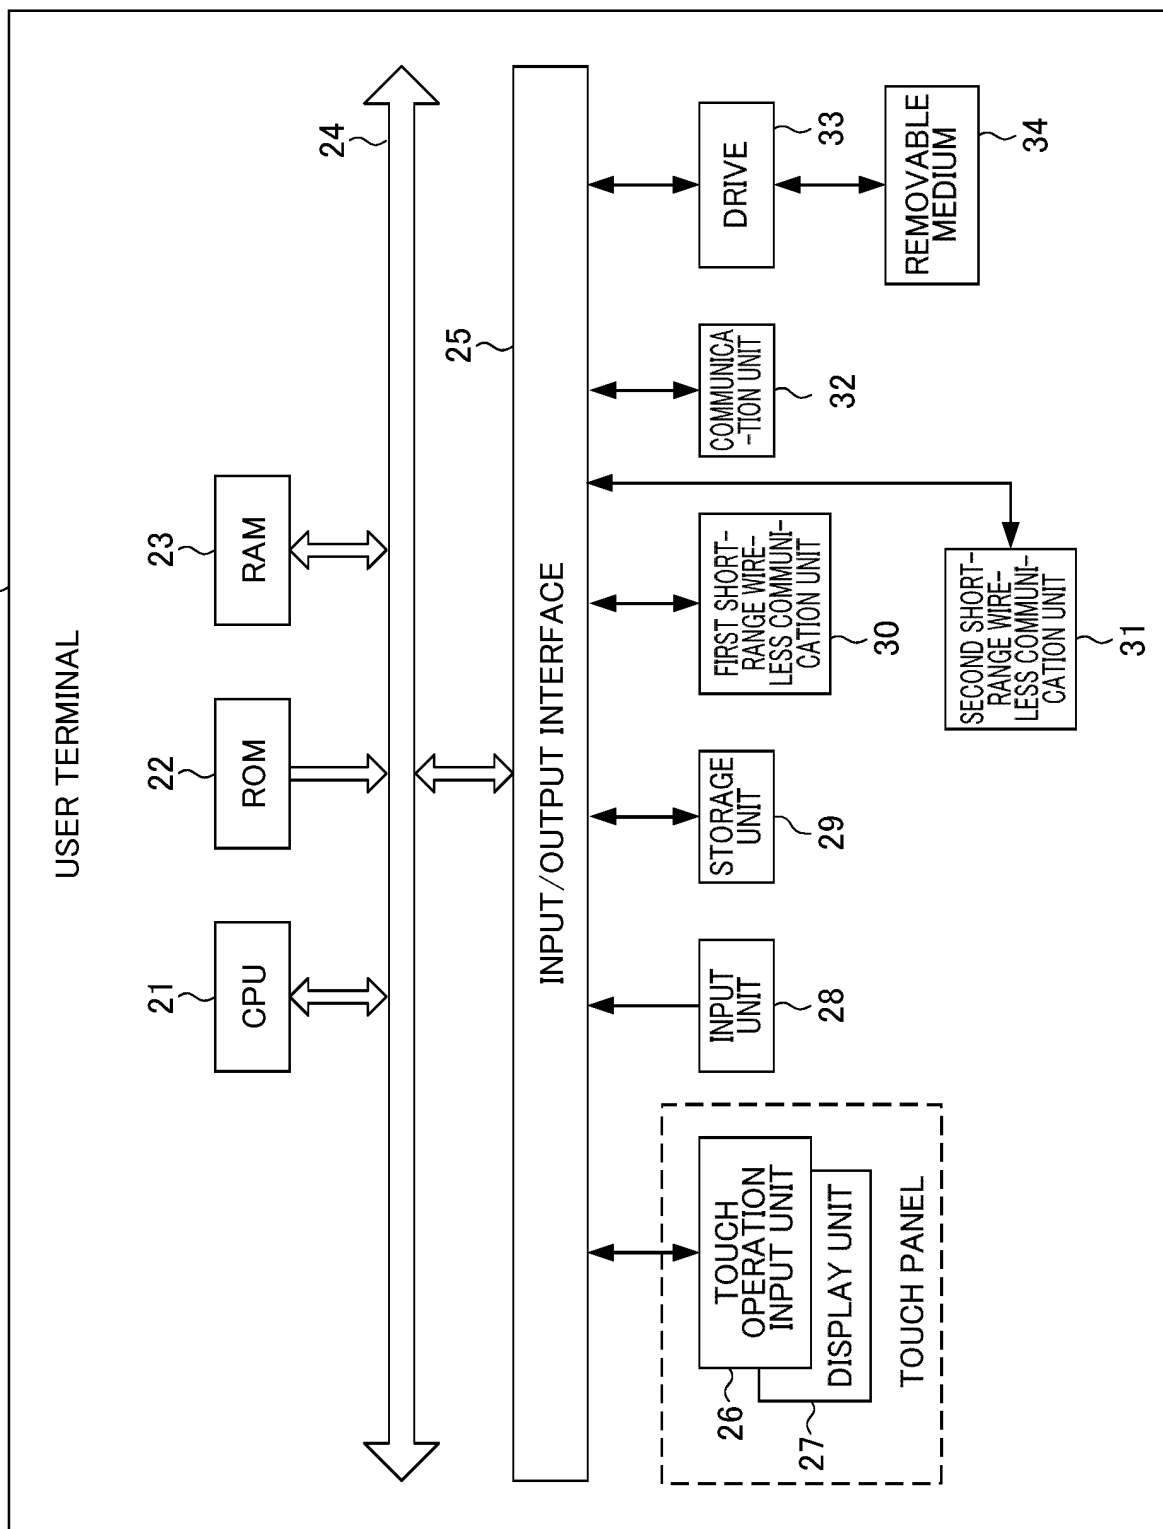 USER TERMINAL
21
22
23
CPU
ROM
RAM
24
25
INPUT/OUTPUT INTERFACE
TOUCH
OPERATION
INPUT UNIT
26
DISPLAY UNIT
27
TOUCH PANEL
INPUT
UNIT
28
STORAGE
UNIT
29
FIRST SHORT-
RANGE WIRE-
LESS COMMUNI-
CATION UNIT
30
SECOND SHORT-
RANGE WIRE-
LESS COMMUNI-
CATION UNIT
31
COMMUNICA
-TION UNIT
32
DRIVE
33
REMOVABLE
MEDIUM
34